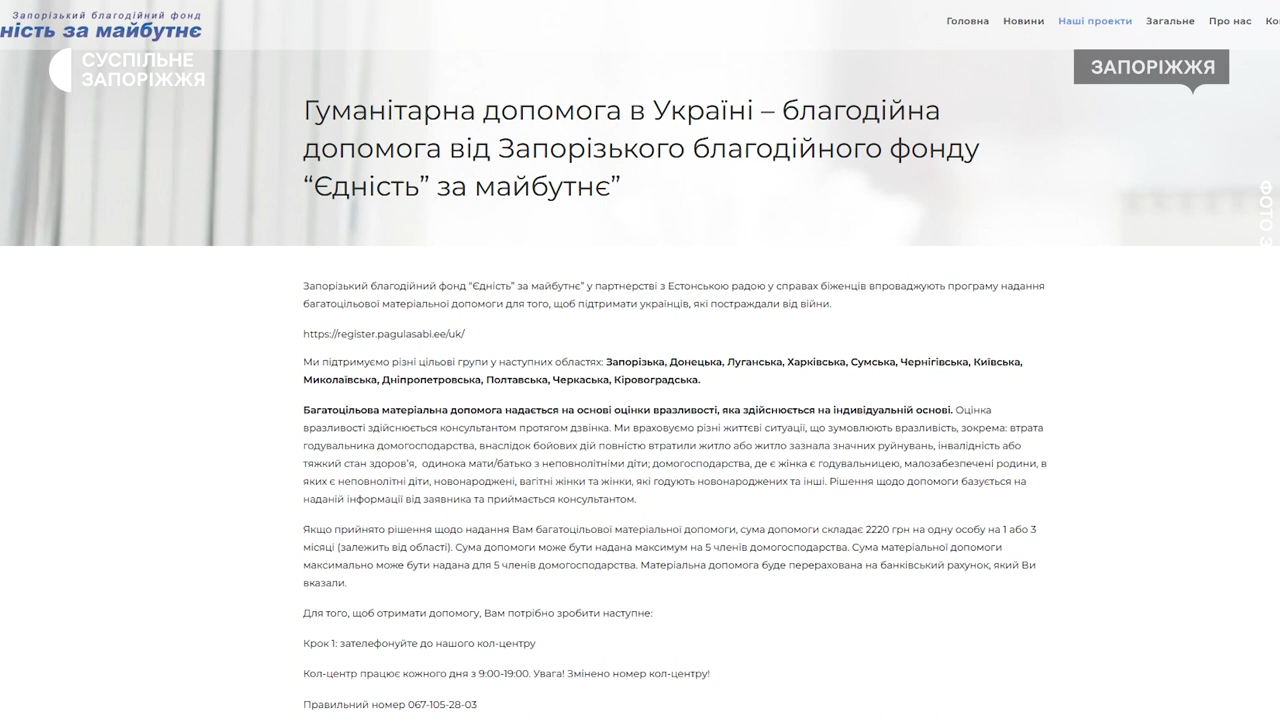 Запорізький благодійний фонд
ність за майбутнє
Головна Новини Наші проекти Загальне Про нас Ко
СУСПІЛЬНЕ
ЗАПОРІЖЖЯ
ЗАПОРІЖЖЯ
Гуманітарна допомога в Україні – благодійна
допомога від Запорізького благодійного фонду
“Єдність” за майбутнє”
ФОТО З
Запорізький благодійний фонд “Єдність” за майбутнє” у партнерстві з Естонською радою у справах біженців впроваджують програму надання
багатоцільової матеріальної допомоги для того, щоб підтримати українців, які постраждали від війни.
https://register.pagulasabi.ee/uk/
Ми підтримуємо різні цільові групи у наступних областях: Запорізька, Донецька, Луганська, Харківська, Сумська, Чернігівська, Київська,
Миколаївська, Дніпропетровська, Полтавська, Черкаська, Кіровоградська.
Багатоцільова матеріальна допомога надається на основі оцінки вразливості, яка здійснюється на індивідуальній основі. Оцінка
вразливості здійснюється консультантом протягом дзвінка. Ми враховуємо різні життєві ситуації, що зумовлюють вразливість, зокрема: втрата
годувальника домогосподарства, внаслідок бойових дій повністю втратили житло або житло зазнала значних руйнувань, інвалідність або
тяжкий стан здоров’я, одинока мати/батько з неповнолітніми діти; домогосподарства, де є жінка є годувальницею, малозабезпечені родини, в
яких є неповнолітні діти, новонароджені, вагітні жінки та жінки, які годують новонароджених та інші. Рішення щодо допомоги базується на
наданій інформації від заявника та приймається консультантом.
Якщо прийнято рішення щодо надання Вам багатоцільової матеріальної допомоги, сума допомоги складає 2220 грн на одну особу на 1 або 3
місяці (залежить від області). Сума допомоги може бути надана максимум на 5 членів домогосподарства. Сума матеріальної допомоги
максимально може бути надана для 5 членів домогосподарства. Матеріальна допомога буде перерахована на банківський рахунок, який Ви
вказали.
Для того, щоб отримати допомогу, Вам потрібно зробити наступне:
Крок 1: зателефонуйте до нашого кол-центру
Кол-центр працює кожного дня з 9:00-19:00. Увага! Змінено номер кол-центру!
Правильний номер 067-105-28-03